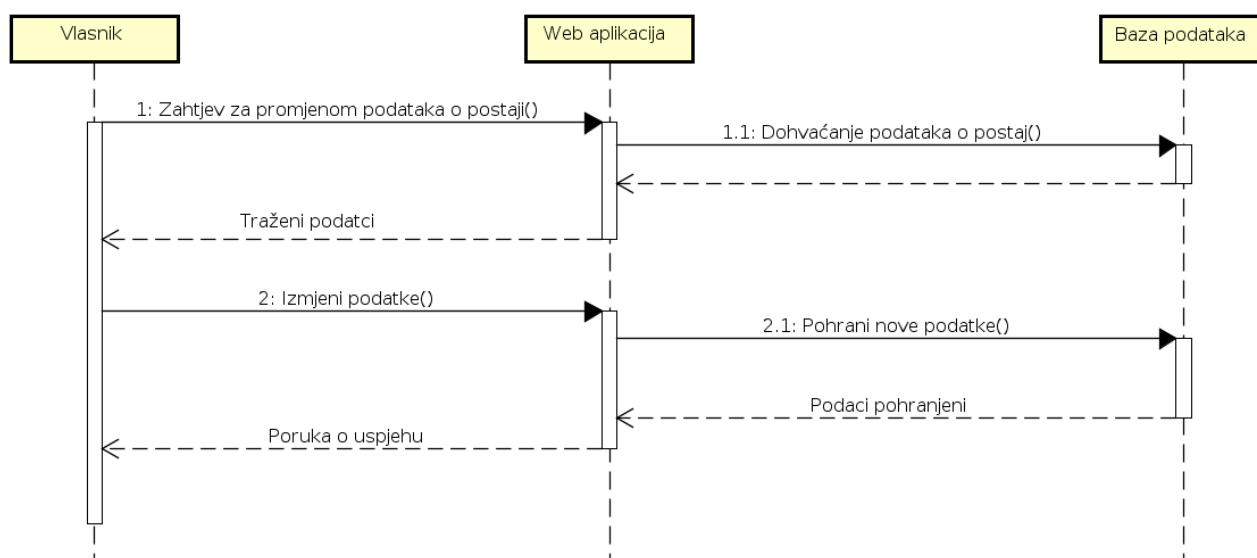 Vlasnik
Web aplikacija
Baza podataka
1: Zahtjev za promjenom podataka o postaji()
1.1: Dohvaćanje podataka o postaj()
Traženi podatci
2: Izmjeni podatke()
2.1: Pohrani nove podatke()
Podaci pohranjeni
Poruka o uspjehu